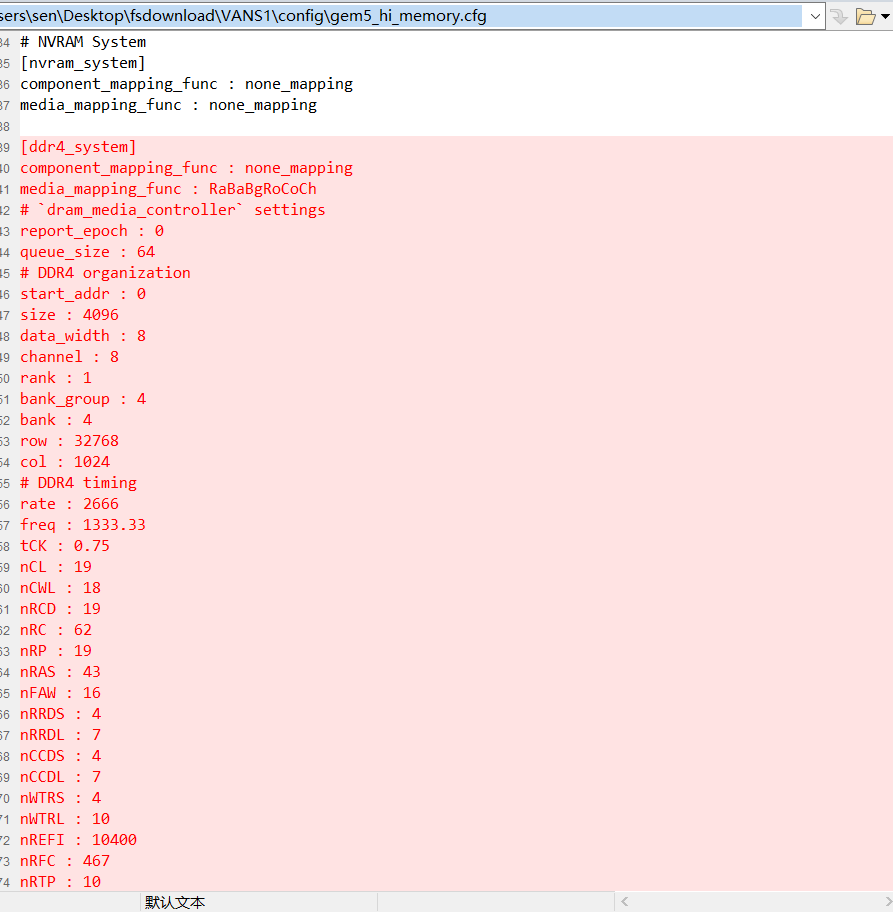 sers\sen\Desktop\fsdownload\VANS1\config\gem5_hi_memory.cfg
34 # NVRAM System
35 [nvram_system]
36 component_mapping_func : none_mapping
37 media_mapping_func : none_mapping
38
39 [ddr4_system]
40 component_mapping_func : none_mapping
41 media_mapping_func : RaBaBgRoCoCh
42 # `dram_media_controller` settings
43 report_epoch : 0
44 queue_size : 64
45 # DDR4 organization
46 start_addr : 0
47 size : 4096
48 data_width : 8
49 channel : 8
50 rank : 1
51 bank_group : 4
52 bank : 4
53 row : 32768
54 col : 1024
55 # DDR4 timing
56 rate : 2666
57 freq : 1333.33
58 tCK : 0.75
59 nCL : 19
60 nCWL : 18
61 nRCD : 19
62 nRC : 62
63 nRP : 19
64 nRAS : 43
65 nFAW : 16
66 nRRDS : 4
67 nRRDL : 7
68 nCCDS : 4
69 nCCDL : 7
70 nWTRS : 4
71 nWTRL : 10
72 nREFI : 10400
73 nRFC : 467
74 nRTP : 10
默认文本